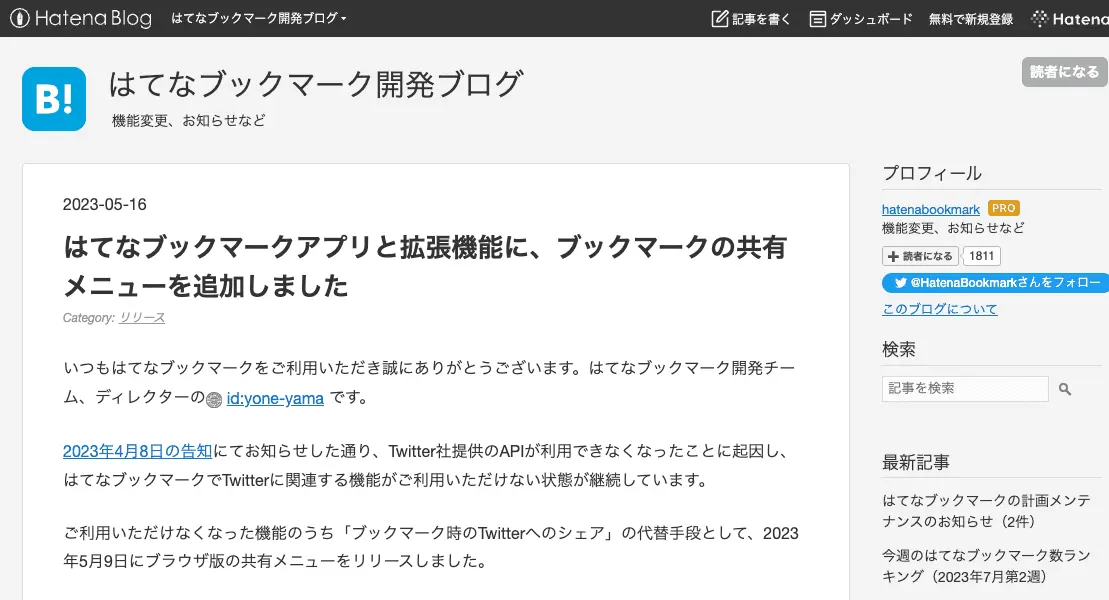 Hatena Blog はてなブックマーク開発ブログ 記事を書く ダッシュボード 無料で新規登録 Hatena
B!
はてなブックマーク開発ブログ
機能変更、お知らせなど
読者になる
2023-05-16
はてなブックマークアプリと拡張機能に、ブックマークの共有
メニューを追加しました
Category: リリース
いつもはてなブックマークをご利用いただき誠にありがとうございます。はてなブックマーク開発チー
ム、ディレクターの id:yone-yama です。
2023年4月8日の告知にてお知らせした通り、Twitter社提供のAPIが利用できなくなったことに起因し、
はてなブックマークでTwitterに関連する機能がご利用いただけない状態が継続しています。
ご利用いただけなくなった機能のうち「ブックマーク時のTwitterへのシェア」の代替手段として、2023
年5月9日にブラウザ版の共有メニューをリリースしました。
プロフィール
hatenabookmark PRO
機能変更、お知らせなど
読者になる 1811
@HatenaBookmarkさんをフォロー
このブログについて
検索
記事を検索
最新記事
はてなブックマークの計画メンテ
ナンスのお知らせ（2件）
今週のはてなブックマーク数ラン
キング（2023年7月第2週）